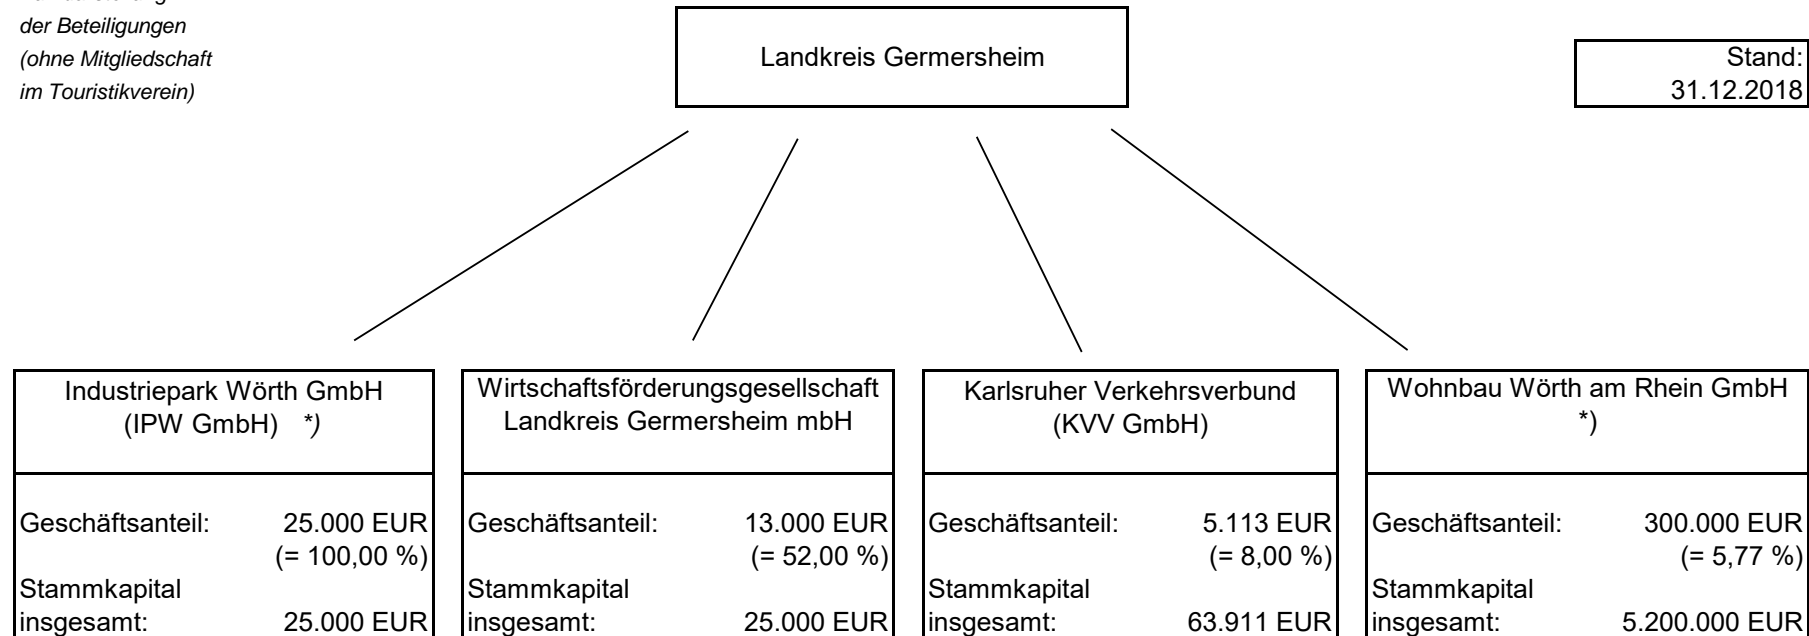 der Beteiligungen
(ohne Mitgliedschaft
im Touristikverein)
Landkreis Germersheim
Stand:
31.12.2018
Industriepark Wörth GmbH
(IPW GmbH) *)
Geschäftsanteil: 25.000 EUR
(= 100,00 %)
Stammkapital
insgesamt: 25.000 EUR
Wirtschaftsförderungsgesellschaft
Landkreis Germersheim mbH
Geschäftsanteil: 13.000 EUR
(= 52,00 %)
Stammkapital
insgesamt: 25.000 EUR
Karlsruher Verkehrsverbund
(KVV GmbH)
Geschäftsanteil: 5.113 EUR
(= 8,00 %)
Stammkapital
insgesamt: 63.911 EUR
Wohnbau Wörth am Rhein GmbH
*)
Geschäftsanteil: 300.000 EUR
(= 5,77 %)
Stammkapital
insgesamt: 5.200.000 EUR